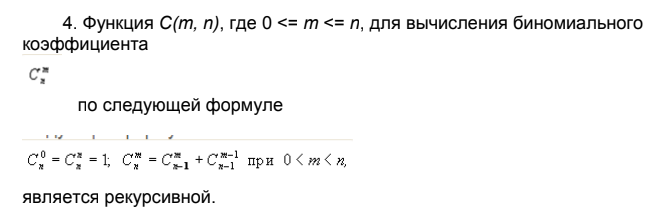 4. Функция C(m, n), где 0 <= m <= n, для вычисления биномиального
коэффициента
C_n^m
по следующей формуле
C_n^0 = C_n^n = 1; C_n^m = C_{n-1}^m + C_{n-1}^{m-1} при 0 < m < n,
является рекурсивной.